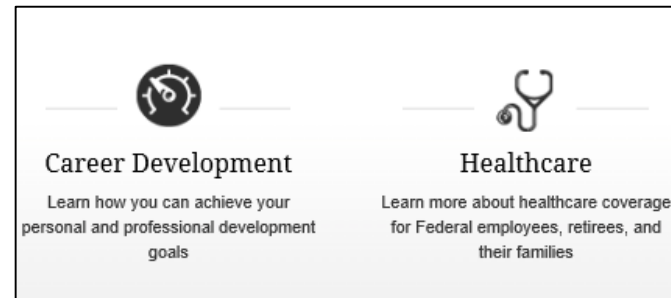 Career Development
Learn how you can achieve your
personal and professional development
goals
Healthcare
Learn more about healthcare coverage
for Federal employees, retirees, and
their families